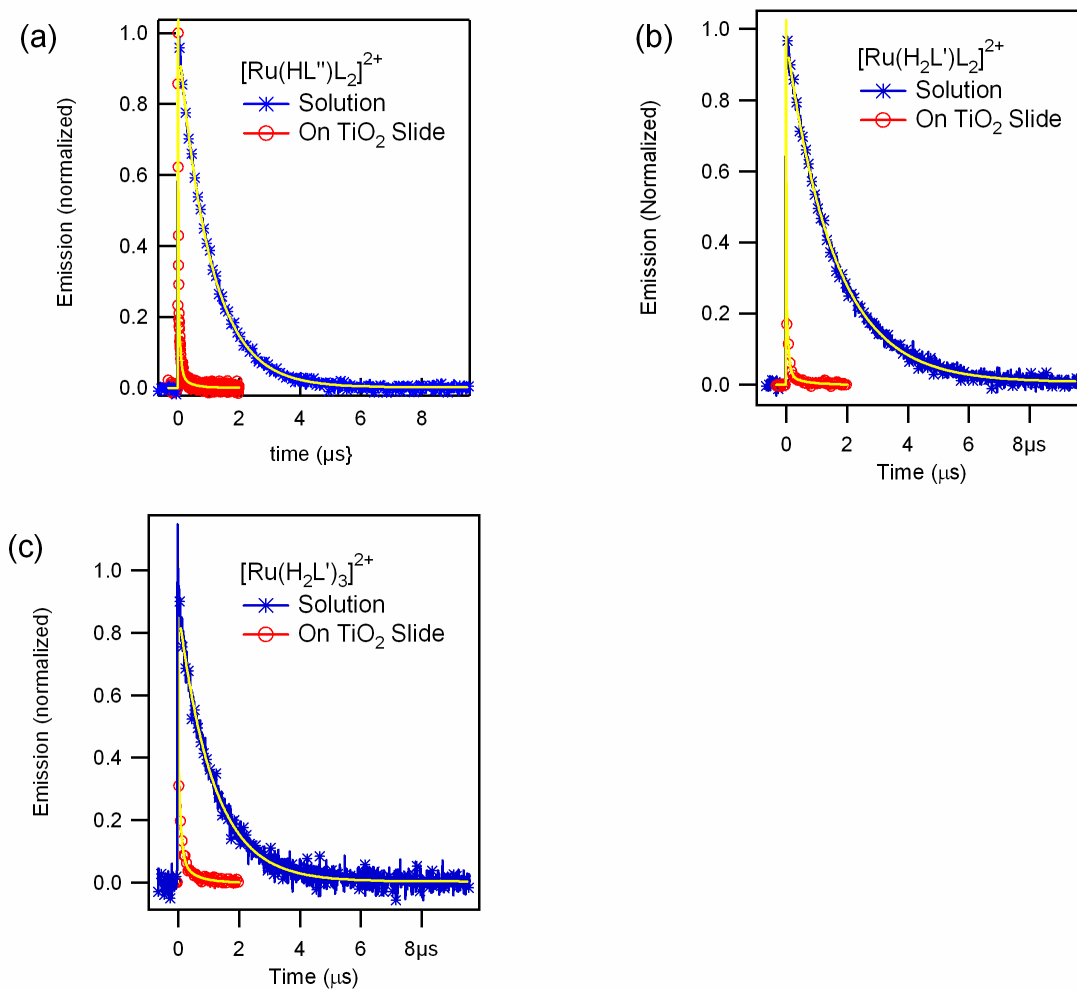 (a)
[Ru(HL'')L₂]²⁺
Solution
On TiO₂ Slide
1.0
0.8
0.6
0.4
0.2
0.0
Emission (normalized)
0 2 4 6 8
time (µs}
(b)
[Ru(H₂L')L₂]²⁺
Solution
On TiO₂ Slide
1.0
0.8
0.6
0.4
0.2
0.0
Emission (Normalized)
0 2 4 6 8µs
Time (µs)
(c)
[Ru(H₂L')₃]²⁺
Solution
On TiO₂ Slide
1.0
0.8
0.6
0.4
0.2
0.0
Emission (normalized)
0 2 4 6 8µs
Time (µs)